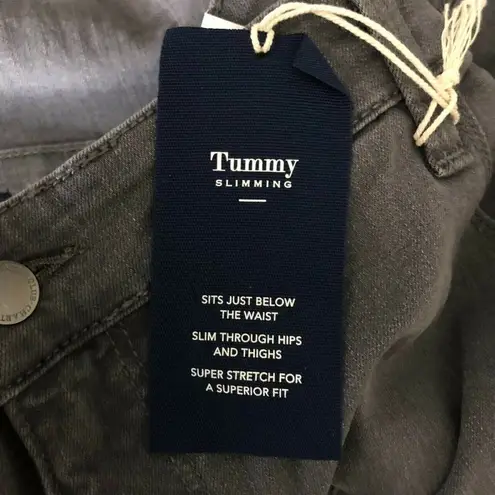 Tummy
SLIMMING
SITS JUST BELOW
THE WAIST
SLIM THROUGH HIPS
AND THIGHS
SUPER STRETCH FOR
A SUPERIOR FIT